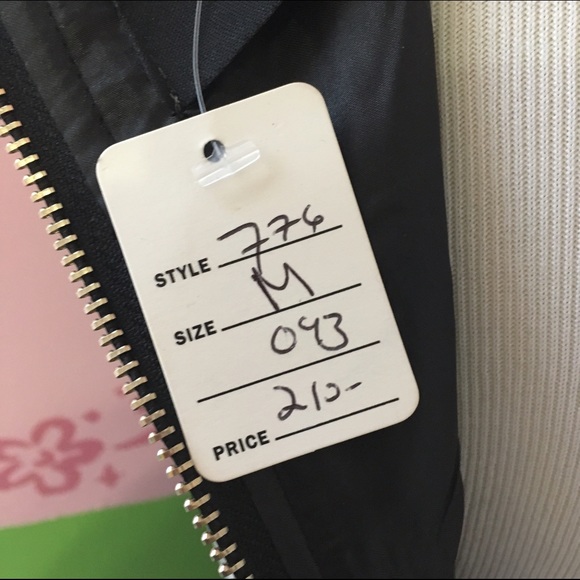 STYLE 776
SIZE M
043
PRICE 210-